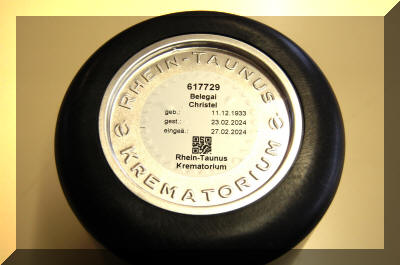 RHEIN-TAUNUS
617729
Belegai
Christel
geb.: 11.12.1933
gest.: 23.02.2024
eingeä.: 27.02.2024
Rhein-Taunus
Krematorium
KREMATORIUM